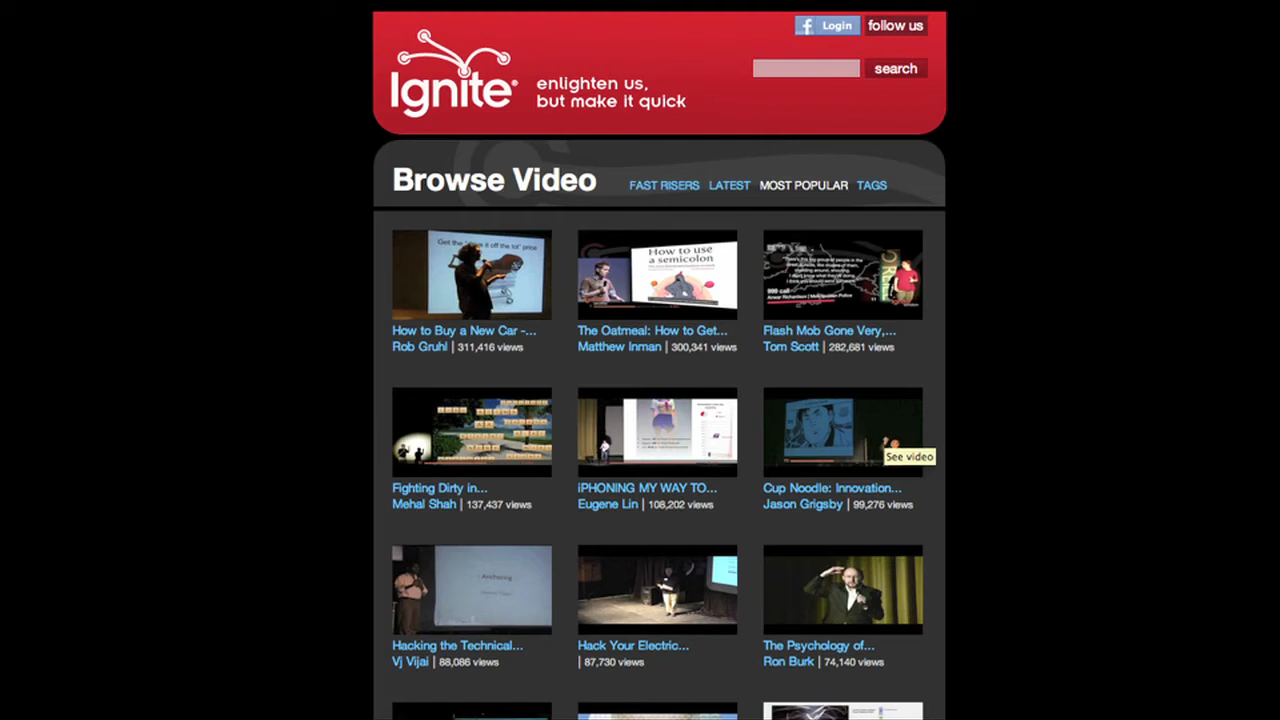 Login
follow us
Ignite®
enlighten us,
but make it quick
search
Browse Video
FAST RISERS LATEST MOST POPULAR TAGS
How to use
a semicolon
999 call
How to Buy a New Car -...
Rob Gruhl | 311,416 views
The Oatmeal: How to Get...
Matthew Inman | 300,341 views
Flash Mob Gone Very,...
Tom Scott | 282,681 views
See video
Fighting Dirty in...
Mehal Shah | 137,437 views
iPHONING MY WAY TO...
Eugene Lin | 108,202 views
Cup Noodle: Innovation...
Jason Grigsby | 99,276 views
Anchoring
Hacking the Technical...
Vj Vijai | 88,086 views
Hack Your Electric...
| 87,730 views
The Psychology of...
Ron Burk | 74,140 views